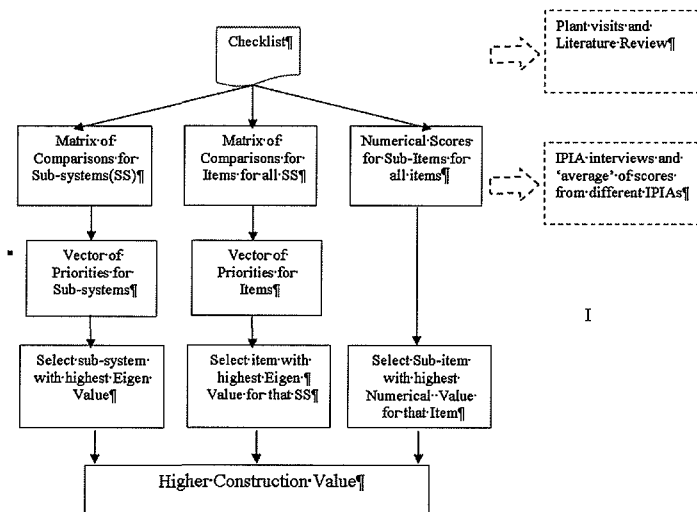 Checklist¶
Plant·visits·and·
Literature·Review¶
Matrix·of·
Comparisons·for·
Sub-systems(SS)¶
Matrix·of·
Comparisons·for·
Items·for·all·SS¶
Numerical·Scores·
for·Sub-Items·for·
all·items¶
IPIA·interviews·and·
‘average’·of·scores·
from·different·IPIAs¶
Vector·of·
Priorities·for·
Sub-systems¶
Vector·of·
Priorities·for·
Items¶
Select·sub-system·
with·highest·Eigen·
Value¶
Select·item·with·
highest·Eigen·¶
Value·for·that·SS¶
Select·Sub-item·
with·highest·
Numerical··Value·
for·that·Item¶
Higher·Construction·Value¶